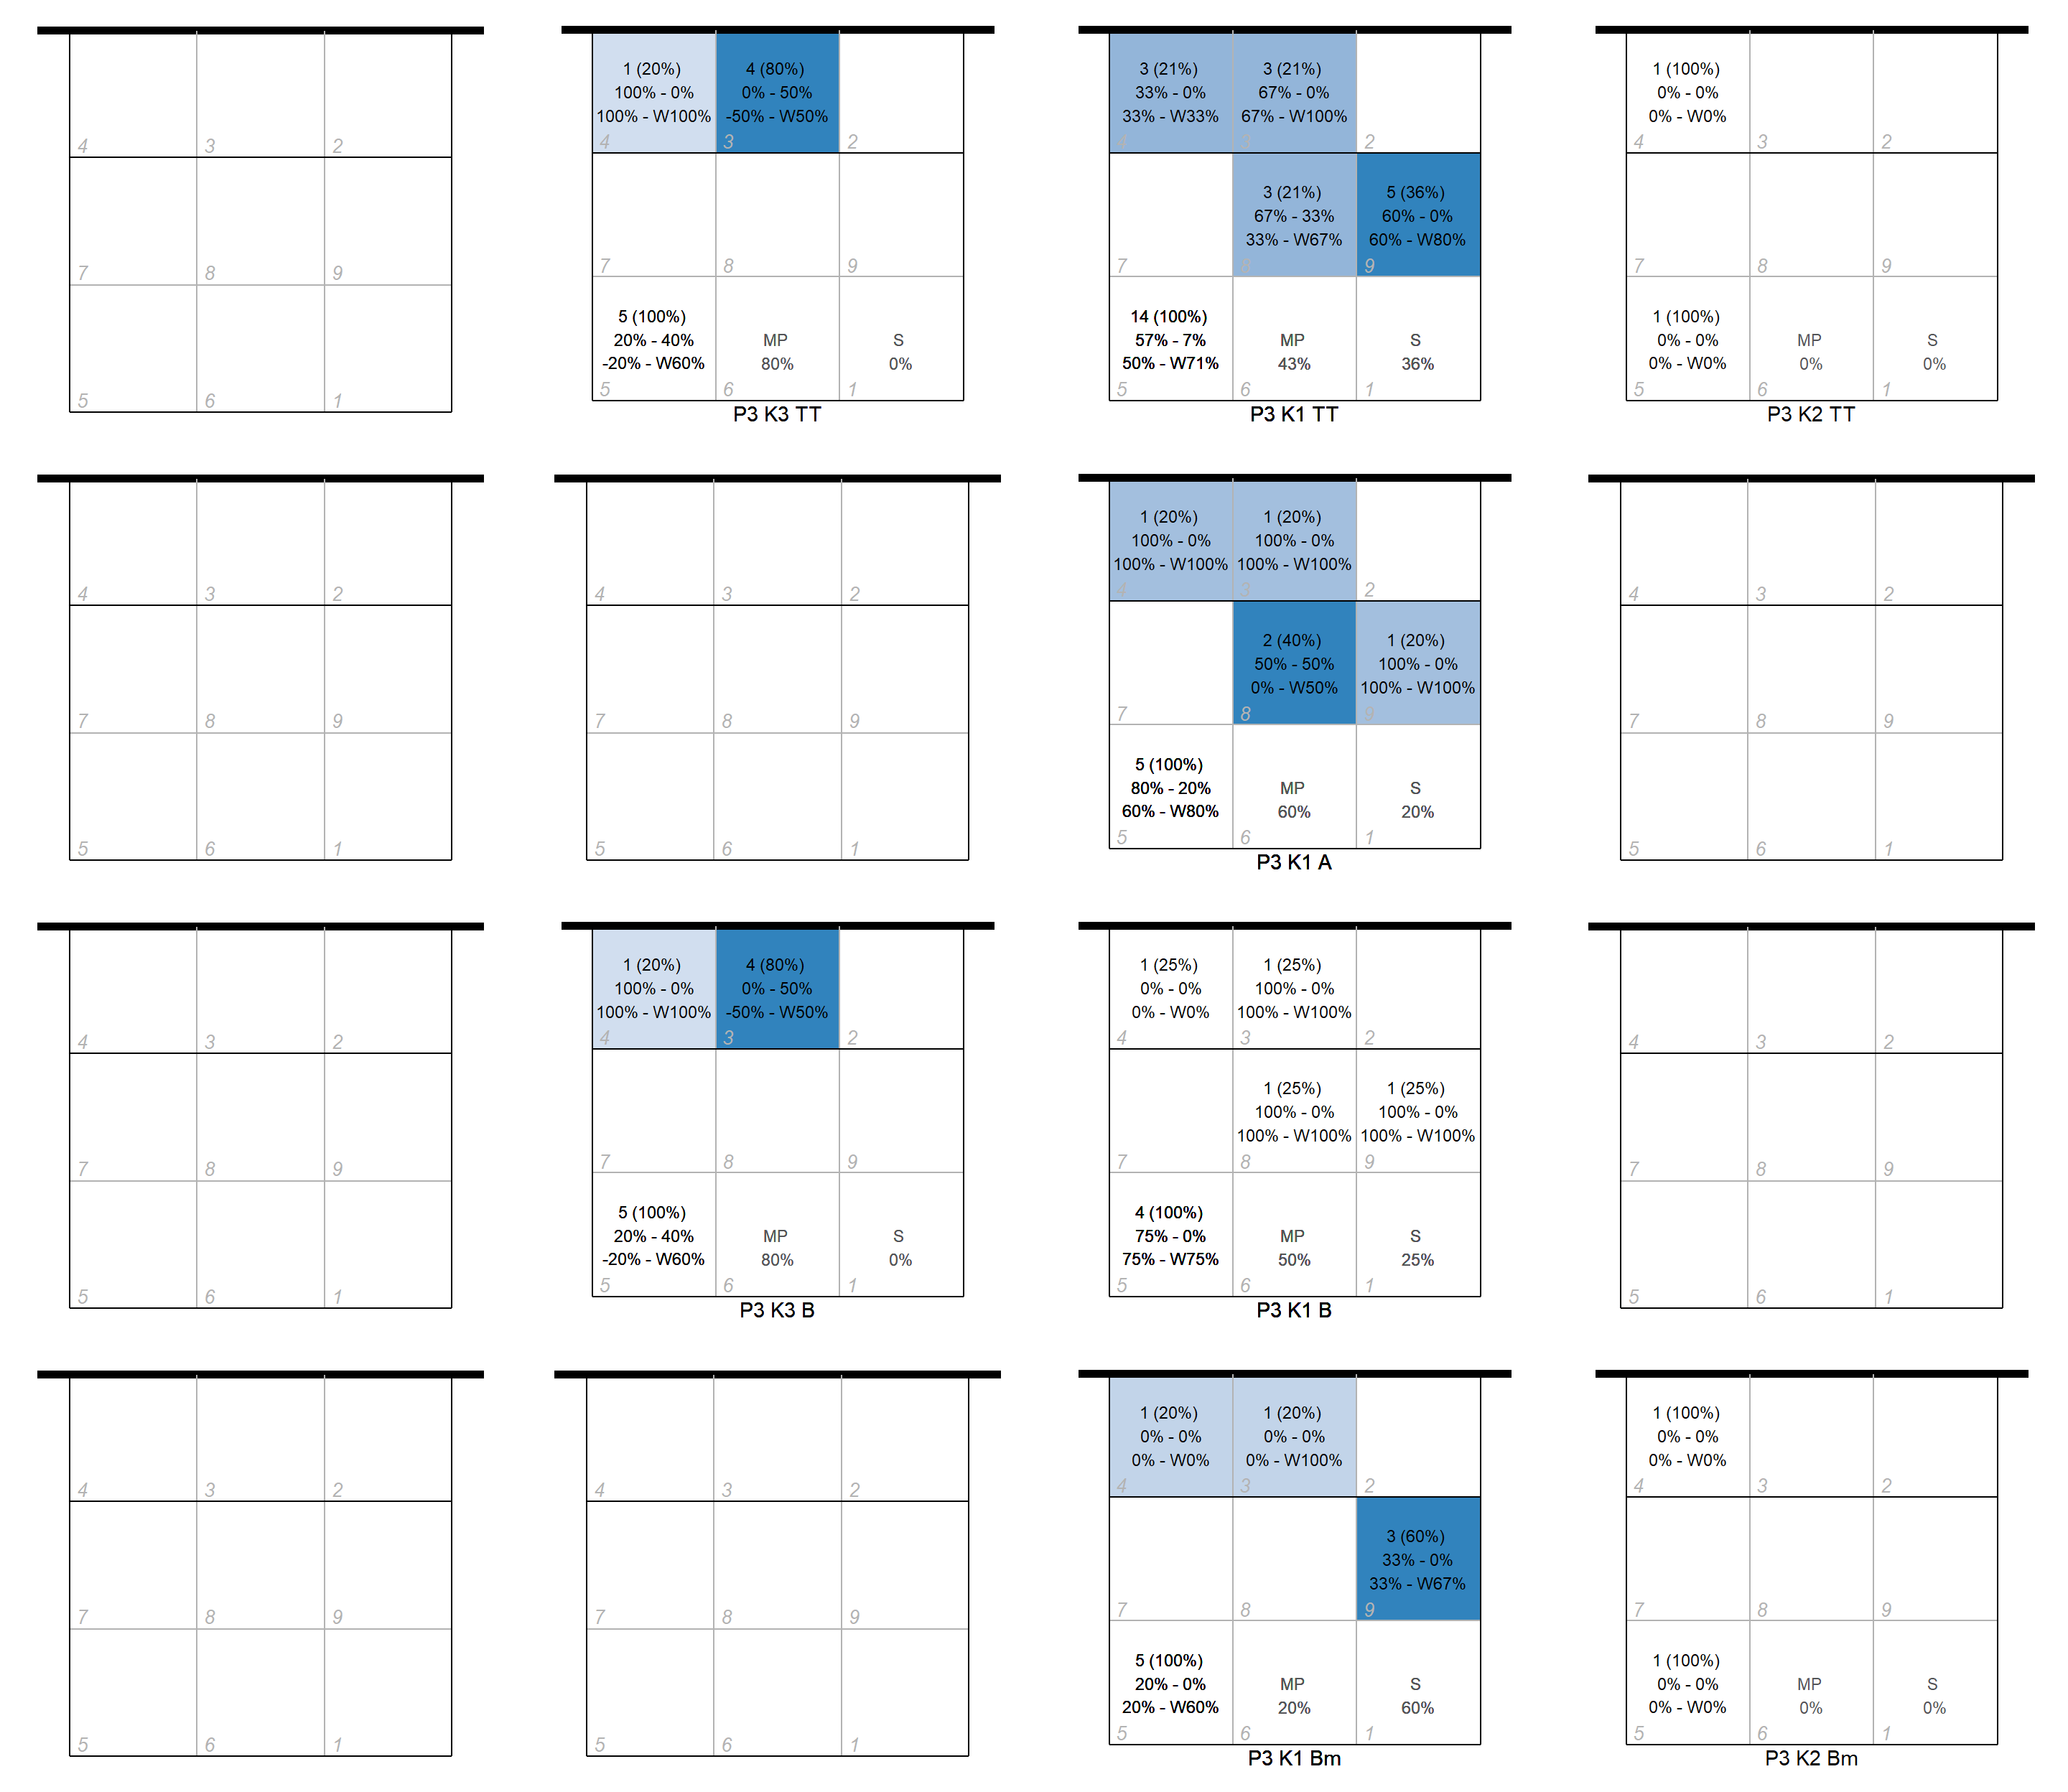 4
3
2
7
8
9
5
6
1
1 (20%)
100% - 0%
100% - W100%
4
4 (80%)
0% - 50%
-50% - W50%
3
2
7
8
9
5 (100%)
20% - 40%
-20% - W60%
5
MP
80%
6
S
0%
1
P3 K3 TT
3 (21%)
33% - 0%
33% - W33%
4
3 (21%)
67% - 0%
67% - W100%
3
2
7
3 (21%)
67% - 33%
33% - W67%
8
5 (36%)
60% - 0%
60% - W80%
9
14 (100%)
57% - 7%
50% - W71%
5
MP
43%
6
S
36%
1
P3 K1 TT
1 (100%)
0% - 0%
0% - W0%
4
3
2
7
8
9
1 (100%)
0% - 0%
0% - W0%
5
MP
0%
6
S
0%
1
P3 K2 TT
4
3
2
7
8
9
5
6
1
4
3
2
7
8
9
5
6
1
1 (20%)
100% - 0%
100% - W100%
4
1 (20%)
100% - 0%
100% - W100%
3
2
7
2 (40%)
50% - 50%
0% - W50%
8
1 (20%)
100% - 0%
100% - W100%
9
5 (100%)
80% - 20%
60% - W80%
5
MP
60%
6
S
20%
1
P3 K1 A
4
3
2
7
8
9
5
6
1
4
3
2
7
8
9
5
6
1
1 (20%)
100% - 0%
100% - W100%
4
4 (80%)
0% - 50%
-50% - W50%
3
2
7
8
9
5 (100%)
20% - 40%
-20% - W60%
5
MP
80%
6
S
0%
1
P3 K3 B
1 (25%)
0% - 0%
0% - W0%
4
1 (25%)
100% - 0%
100% - W100%
3
2
7
1 (25%)
100% - 0%
100% - W100%
8
1 (25%)
100% - 0%
100% - W100%
9
4 (100%)
75% - 0%
75% - W75%
5
MP
50%
6
S
25%
1
P3 K1 B
4
3
2
7
8
9
5
6
1
4
3
2
7
8
9
5
6
1
4
3
2
7
8
9
5
6
1
1 (20%)
0% - 0%
0% - W0%
4
1 (20%)
0% - 0%
0% - W100%
3
2
7
8
3 (60%)
33% - 0%
33% - W67%
9
5 (100%)
20% - 0%
20% - W60%
5
MP
20%
6
S
60%
1
P3 K1 Bm
1 (100%)
0% - 0%
0% - W0%
4
3
2
7
8
9
1 (100%)
0% - 0%
0% - W0%
5
MP
0%
6
S
0%
1
P3 K2 Bm